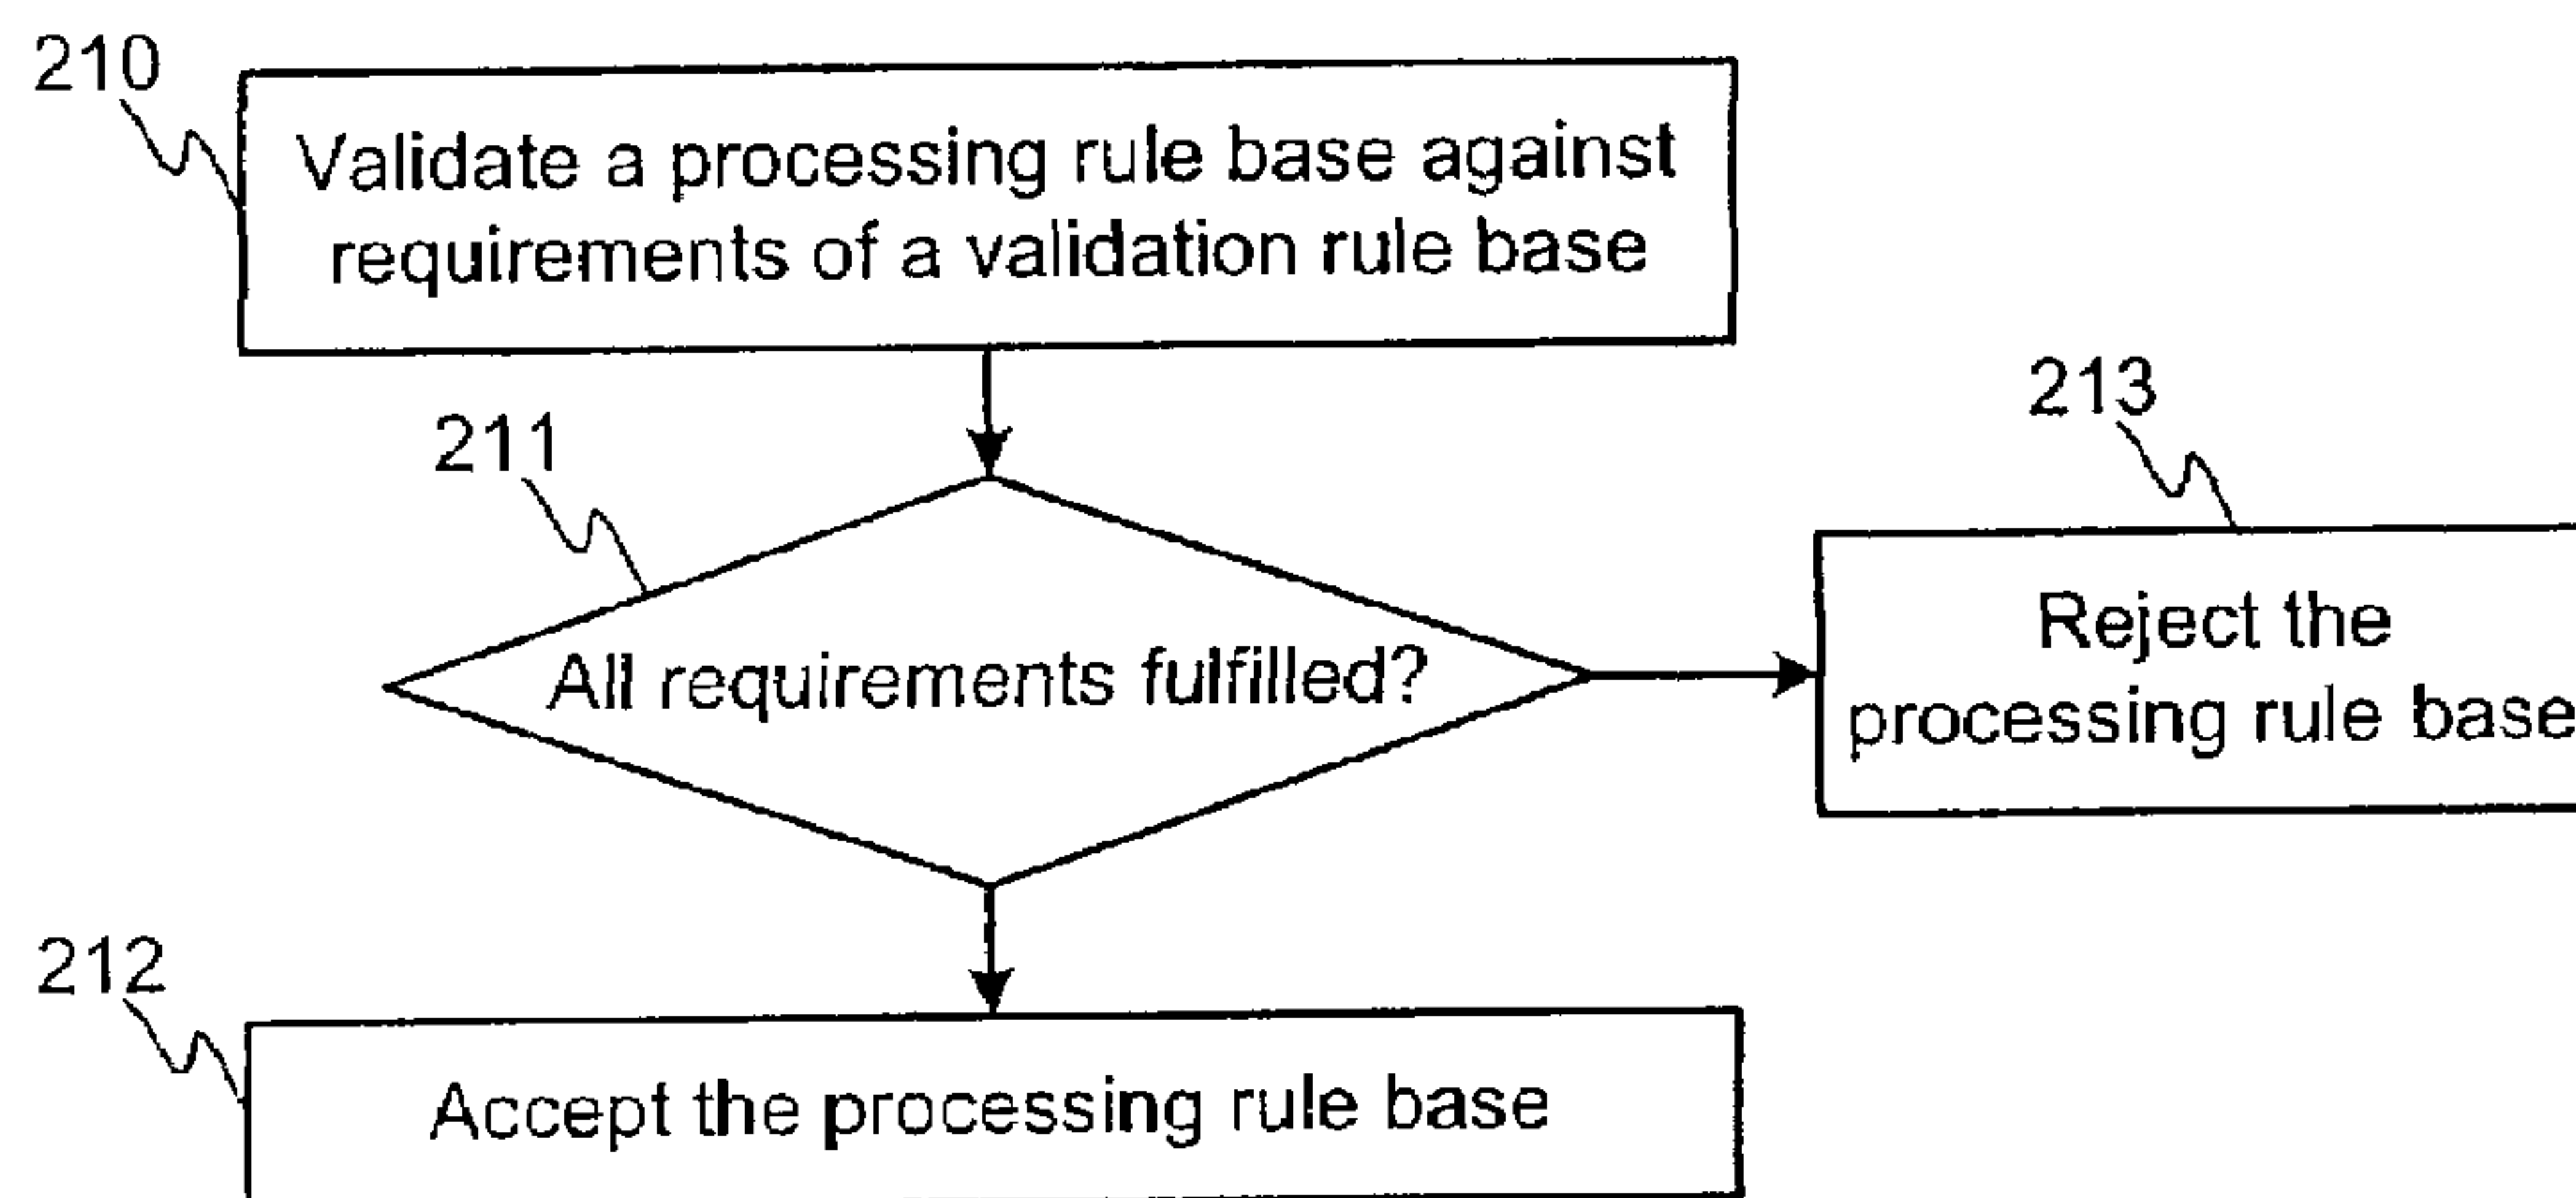 210
Validate a processing rule base against
requirements of a validation rule base
211
213
All requirements fulfilled?
Reject the
processing rule base
212
Accept the processing rule base